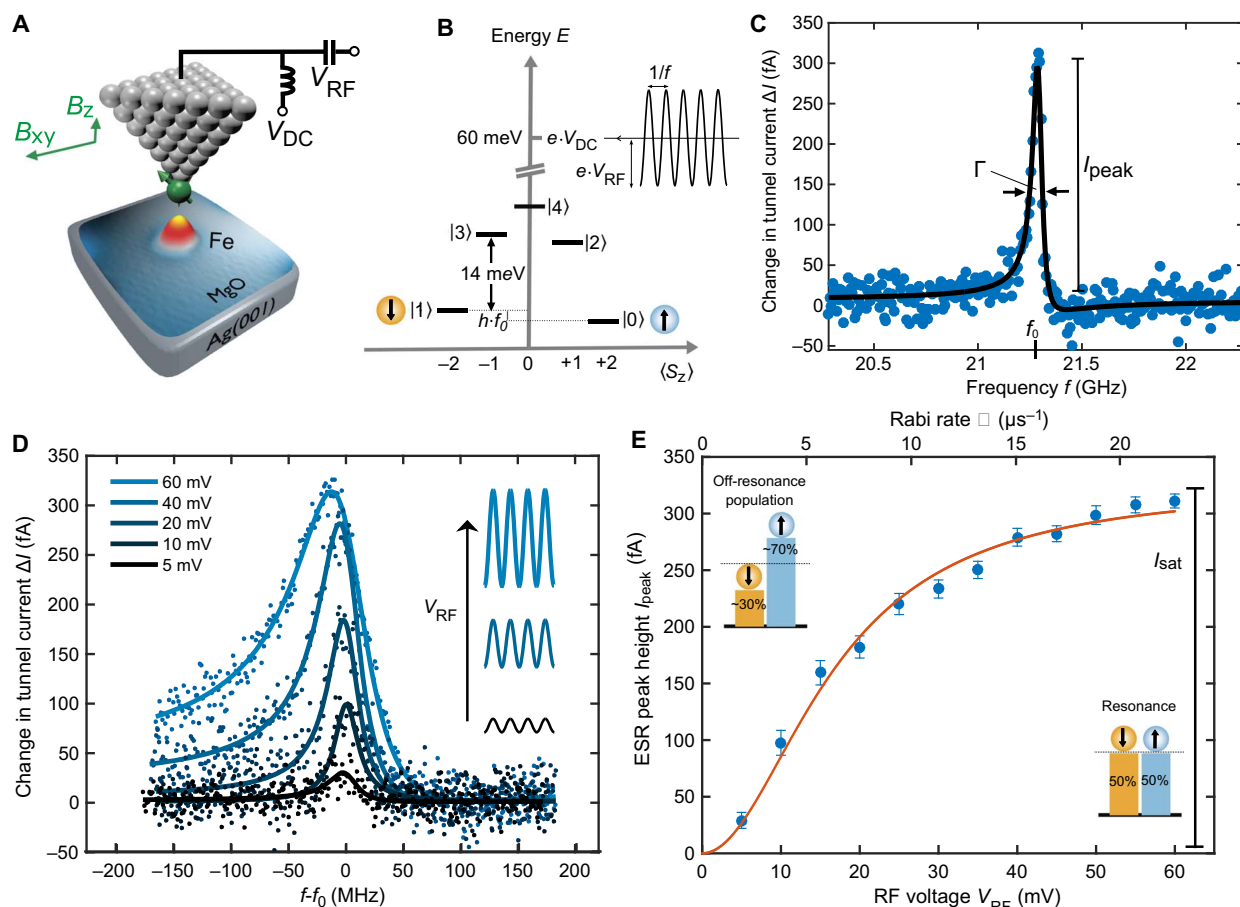 A
V_RF
V_DC
B_z
B_xy
Fe
MgO
Ag(001)
B
Energy E
1/f
60 meV
e·V_DC
e·V_RF
|4⟩
|3⟩
|2⟩
14 meV
|1⟩
h·f_0
|0⟩
−2
−1
0
+1
+2
⟨S_z⟩
C
Change in tunnel current ΔI (fA)
350
300
250
200
150
100
50
0
−50
Γ
I_peak
f_0
20.5
21
21.5
22
Frequency f (GHz)
D
Change in tunnel current ΔI (fA)
350
300
250
200
150
100
50
0
−50
60 mV
40 mV
20 mV
10 mV
5 mV
V_RF
−200
−150
−100
−50
0
50
100
150
200
f-f_0 (MHz)
E
Rabi rate □ (μs⁻¹)
0
5
10
15
20
ESR peak height I_peak (fA)
350
300
250
200
150
100
50
0
Off-resonance
population
~70%
~30%
I_sat
Resonance
50%
50%
0
10
20
30
40
50
60
RF voltage V_RF (mV)